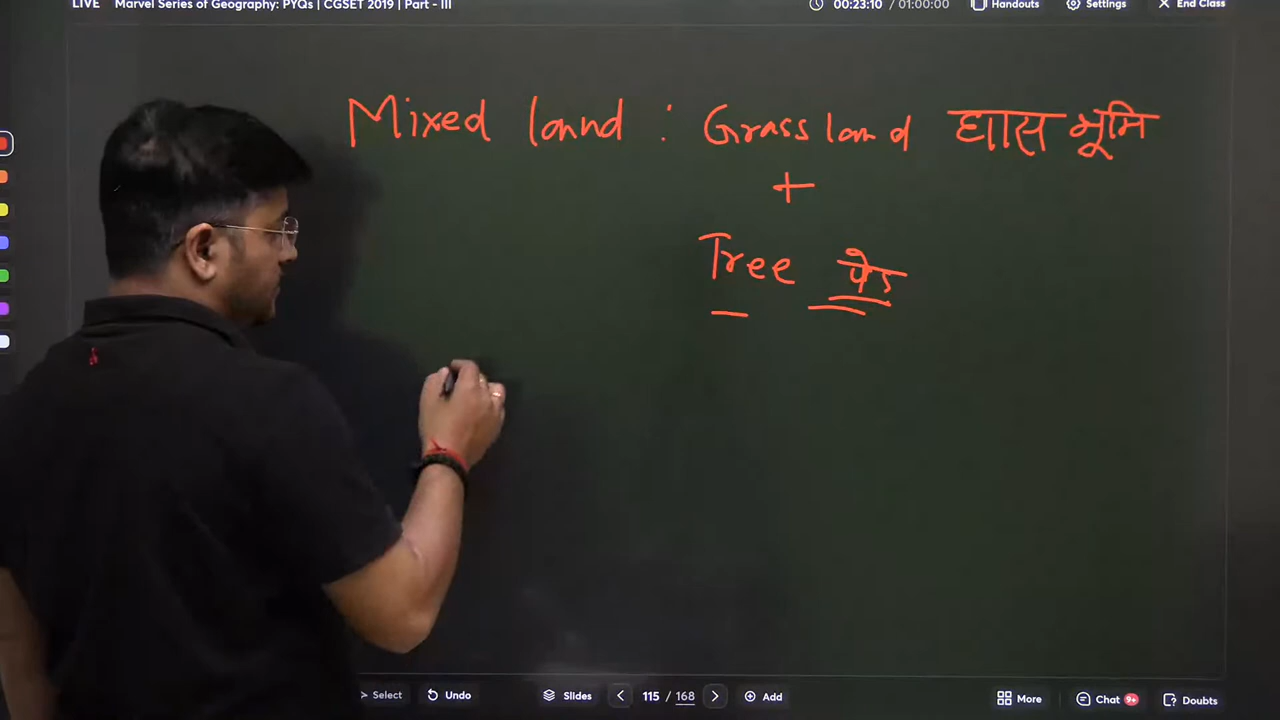 LIVE Marvel Series of Geography: PYQs | CGSET 2019 | Part - III 00:23:10 / 01:00:00 Handouts Settings End Class
Mixed land : Grass land घास भूमि
+
Tree पेड
Select Undo Slides 115 / 168 Add More Chat 9+ Doubts